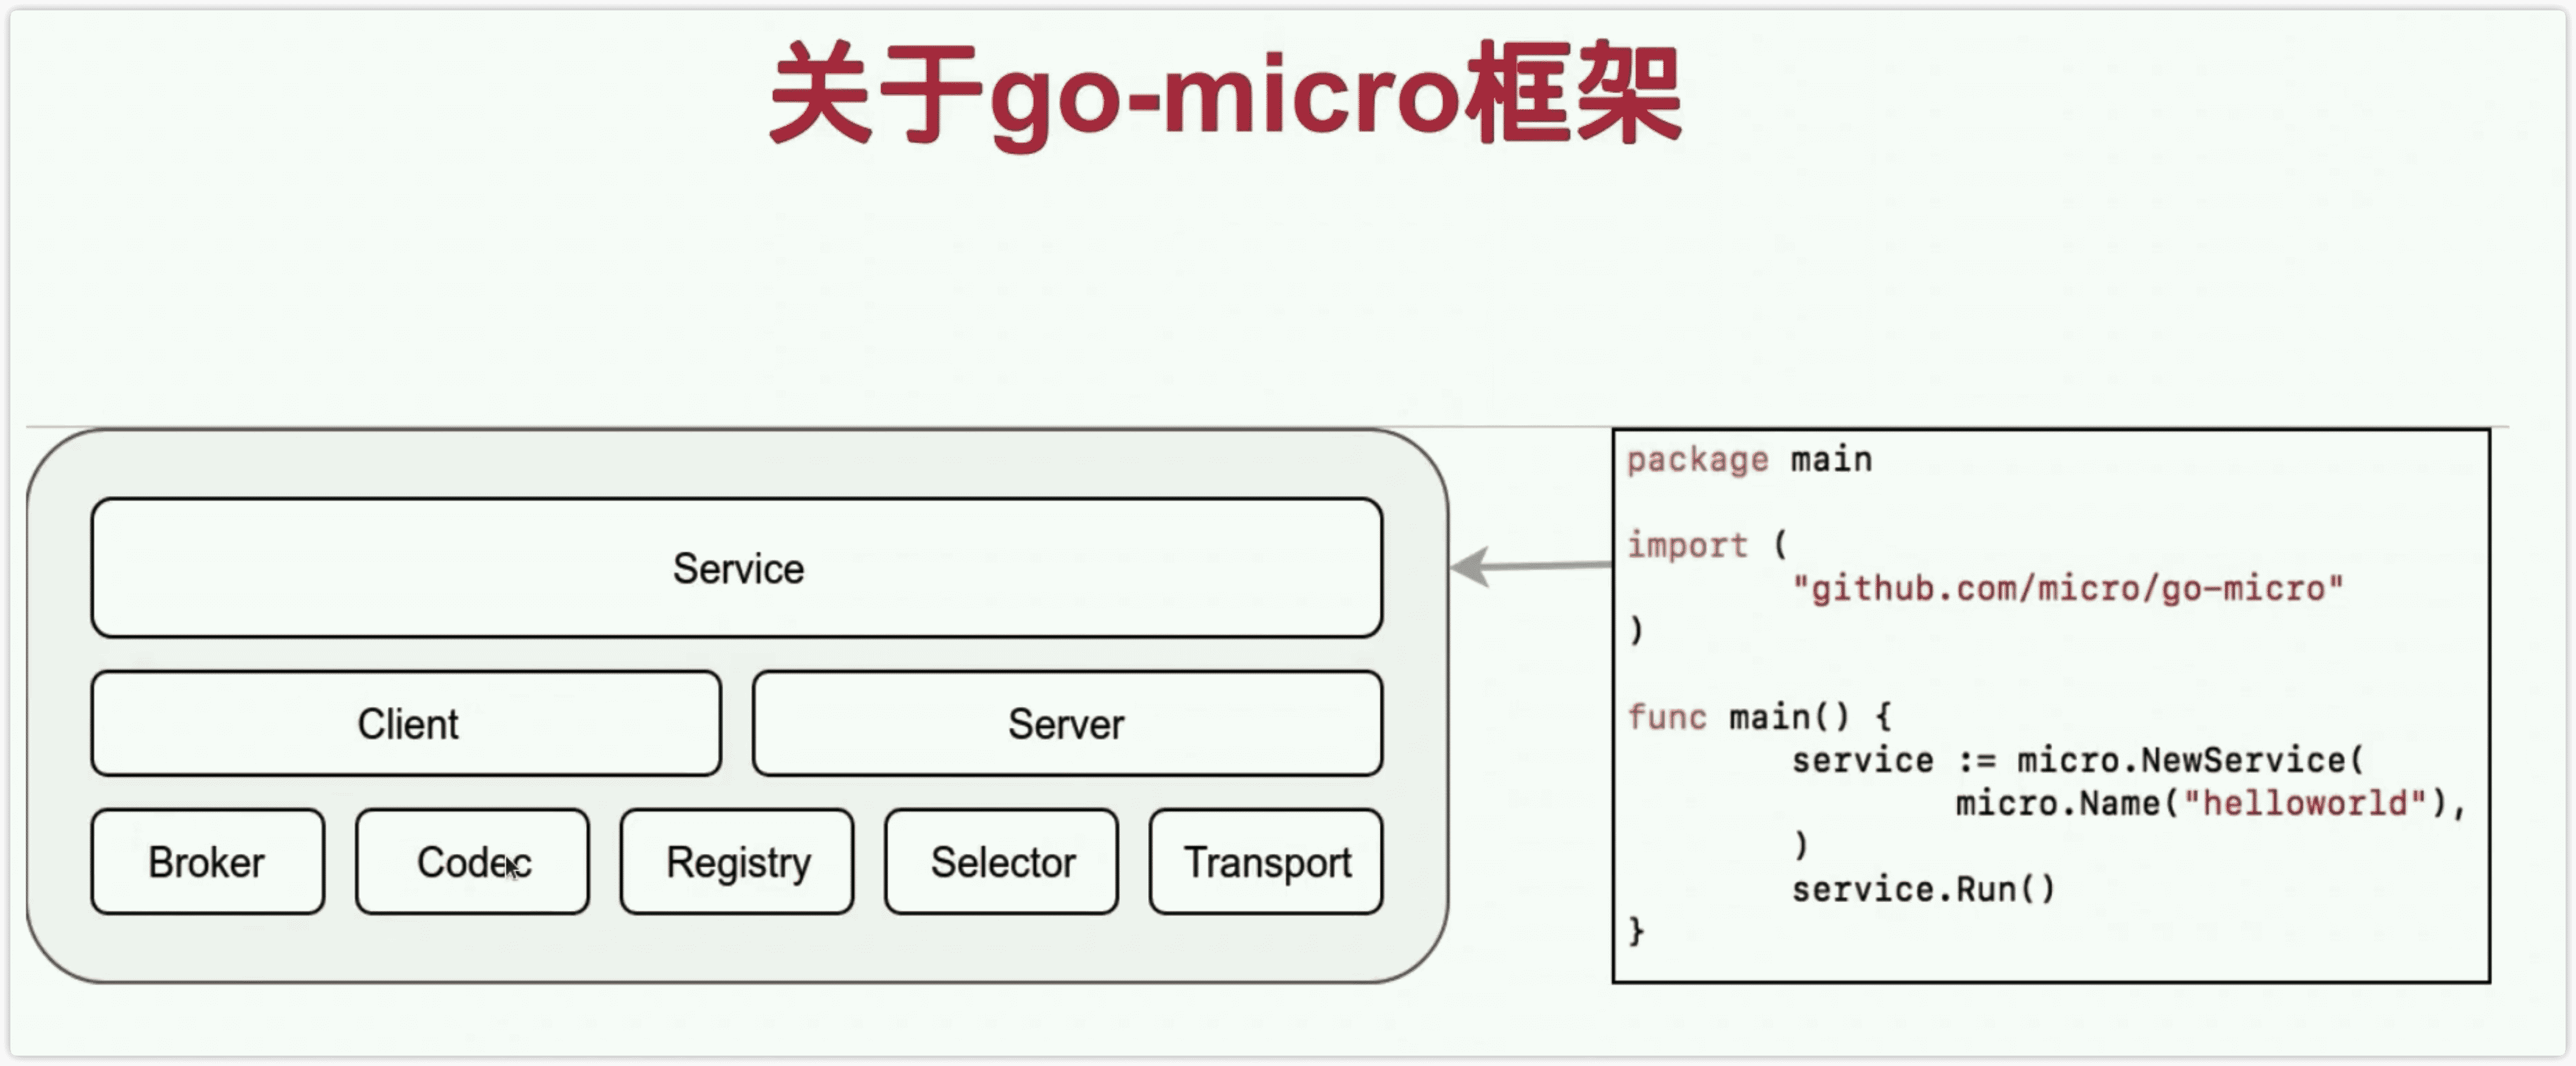 关于go-micro框架
Service
Client
Server
Broker
Codec
Registry
Selector
Transport
package main
import (
"github.com/micro/go-micro"
)
func main() {
service := micro.NewService(
micro.Name("helloworld"),
)
service.Run()
}